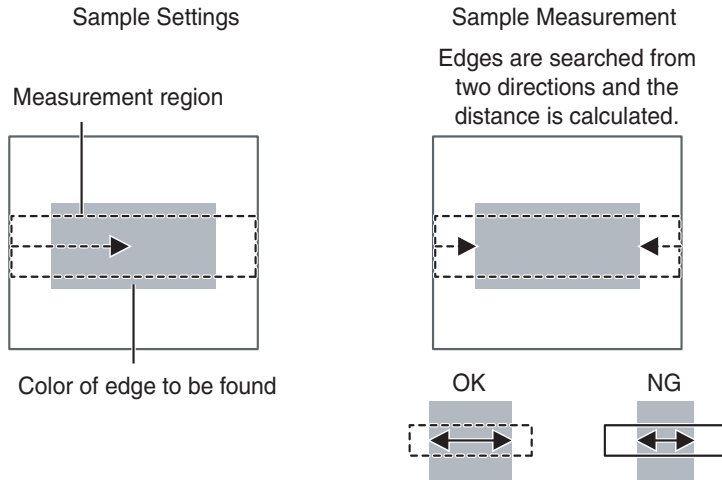 Sample Settings
Measurement region
Color of edge to be found
Sample Measurement
Edges are searched from
two directions and the
distance is calculated.
OK
NG